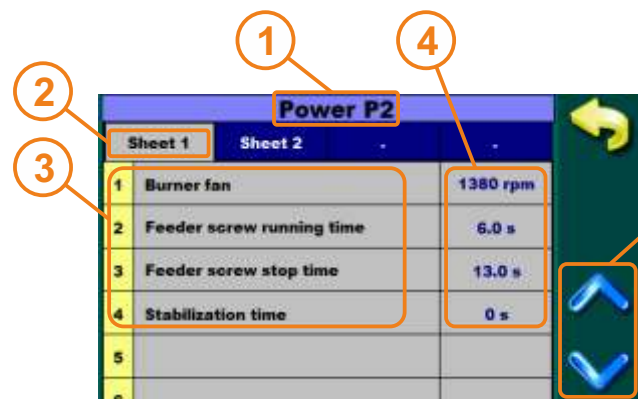 1 4
2
3
Power P2
Sheet 1 Sheet 2 - -
1 Burner fan 1380 rpm
2 Feeder screw running time 6.0 s
3 Feeder screw stop time 13.0 s
4 Stabilization time 0 s
5